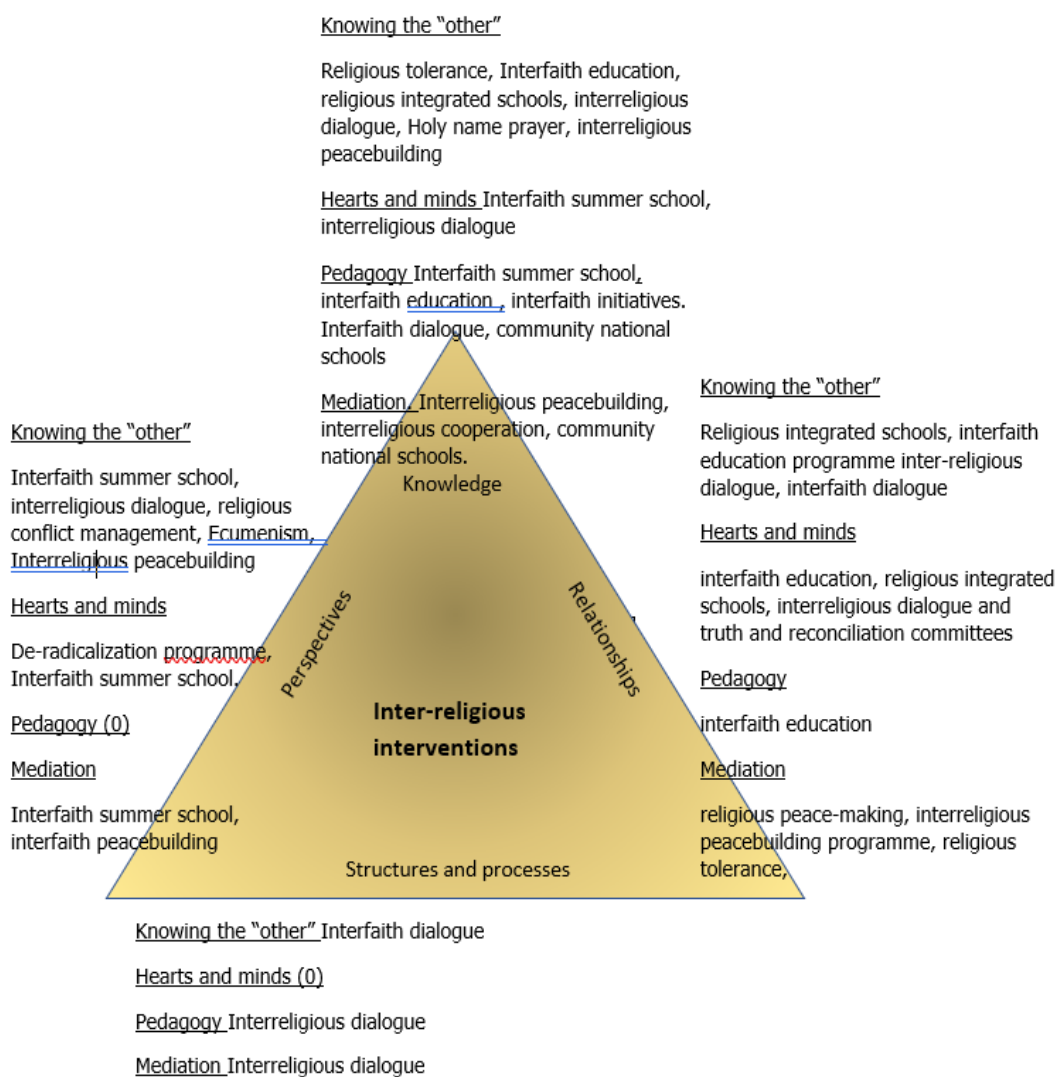 Knowing the “other”
Religious tolerance, Interfaith education,
religious integrated schools, interreligious
dialogue, Holy name prayer, interreligious
peacebuilding
Hearts and minds Interfaith summer school,
interreligious dialogue
Pedagogy Interfaith summer school,
interfaith education , interfaith initiatives.
Interfaith dialogue, community national
schools
Mediation. Interreligious peacebuilding,
interreligious cooperation, community
national schools.
Knowledge
Knowing the “other”
Interfaith summer school,
interreligious dialogue, religious
conflict management, Ecumenism,
Interreligious peacebuilding
Hearts and minds
De-radicalization programme,
Interfaith summer school.
Pedagogy (0)
Mediation
Interfaith summer school,
interfaith peacebuilding
Perspectives
Inter-religious
interventions
Relationships
Structures and processes
Knowing the “other”
Religious integrated schools, interfaith
education programme inter-religious
dialogue, interfaith dialogue
Hearts and minds
interfaith education, religious integrated
schools, interreligious dialogue and
truth and reconciliation committees
Pedagogy
interfaith education
Mediation
religious peace-making, interreligious
peacebuilding programme, religious
tolerance,
Knowing the “other” Interfaith dialogue
Hearts and minds (0)
Pedagogy Interreligious dialogue
Mediation Interreligious dialogue